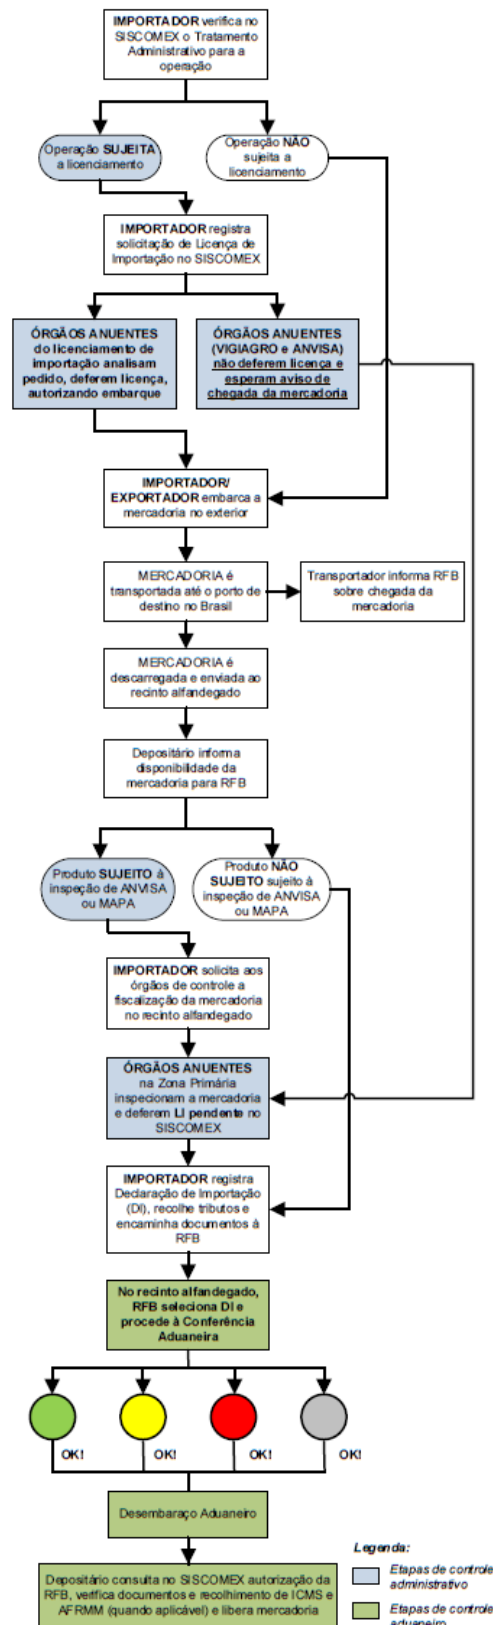 IMPORTADOR verifica no
SISCOMEX o Tratamento
Administrativo para a
operação
Operação SUJEITA
a licenciamento
Operação NÃO
sujeita a
licenciamento
IMPORTADOR registra
solicitação de Licença de
Importação no SISCOMEX
ÓRGÃOS ANUENTES
do licenciamento de
importação analisam
pedido, deferem licença,
autorizando embarque
ÓRGÃOS ANUENTES
(VIGIAGRO e ANVISA)
não deferem licença e
esperam aviso de
chegada da mercadoria
IMPORTADOR/
EXPORTADOR embarca a
mercadoria no exterior
MERCADORIA é
transportada até o porto de
destino no Brasil
Transportador informa RFB
sobre chegada da
mercadoria
MERCADORIA é
descarregada e enviada ao
recinto alfandegado
Depositário informa
disponibilidade da
mercadoria para RFB
Produto SUJEITO à
inspeção de ANVISA
ou MAPA
Produto NÃO
SUJEITO sujeito à
inspeção de ANVISA
ou MAPA
IMPORTADOR solicita aos
órgãos de controle a
fiscalização da mercadoria
no recinto alfandegado
ÓRGÃOS ANUENTES
na Zona Primária
inspecionam a mercadoria
e deferem LI pendente no
SISCOMEX
IMPORTADOR registra
Declaração de Importação
(DI), recolhe tributos e
encaminha documentos à
RFB
No recinto alfandegado,
RFB seleciona DI e
procede à Conferência
Aduaneira
OK!
OK!
OK!
OK!
Desembaraço Aduaneiro
Depositário consulta no SISCOMEX autorização da
RFB, verifica documentos e recolhimento de ICMS e
AFRMM (quando aplicável) e libera mercadoria
Legenda:
Etapas de controle
administrativo
Etapas de controle
aduaneiro